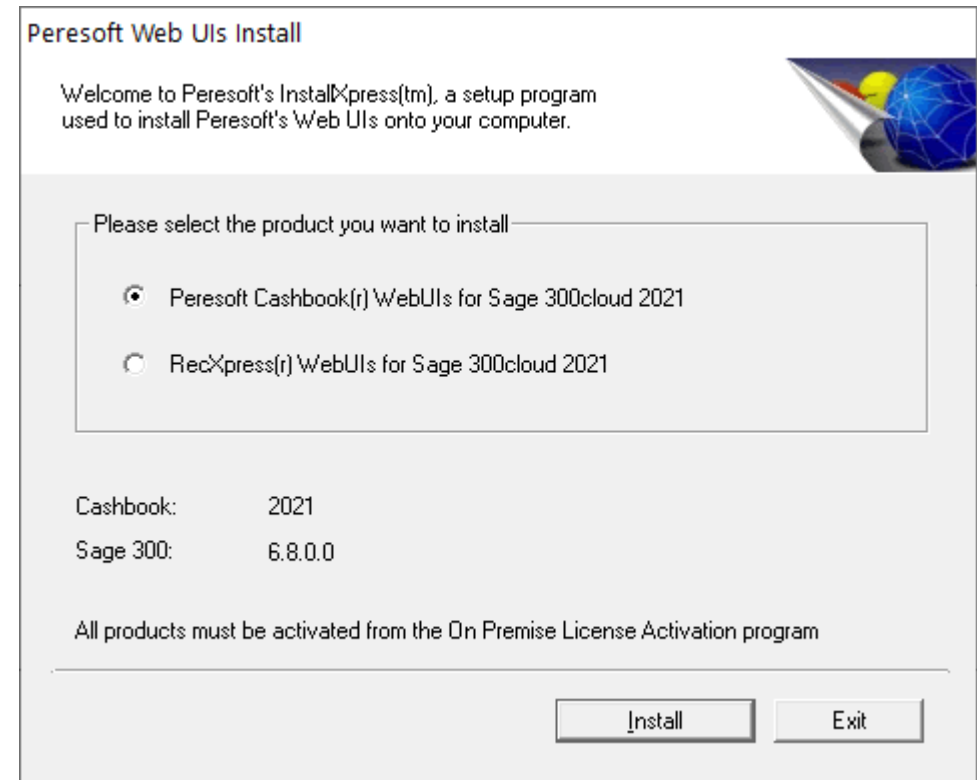 Peresoft Web UIs Install
Welcome to Peresoft's InstallXpress(tm), a setup program
used to install Peresoft's Web UIs onto your computer.
Please select the product you want to install
Peresoft Cashbook(r) WebUIs for Sage 300cloud 2021
RecXpress(r) WebUIs for Sage 300cloud 2021
Cashbook: 2021
Sage 300: 6.8.0.0
All products must be activated from the On Premise License Activation program
Install Exit